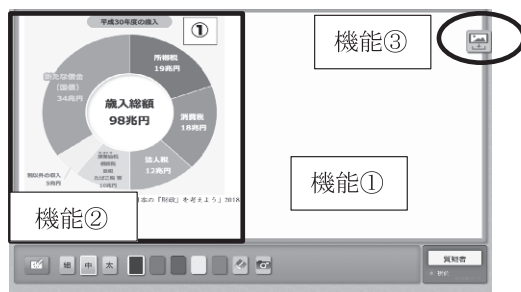 平成30年度の歳入
①
機能③
所得税
19兆円
新たな借金
(国債)
34兆円
歳入総額
98兆円
消費税
18兆円
法人税
12兆円
税以外の収入
5兆円
機能①
本の「財政」を考えよう」2018
機能②
細 中 太
質疑者